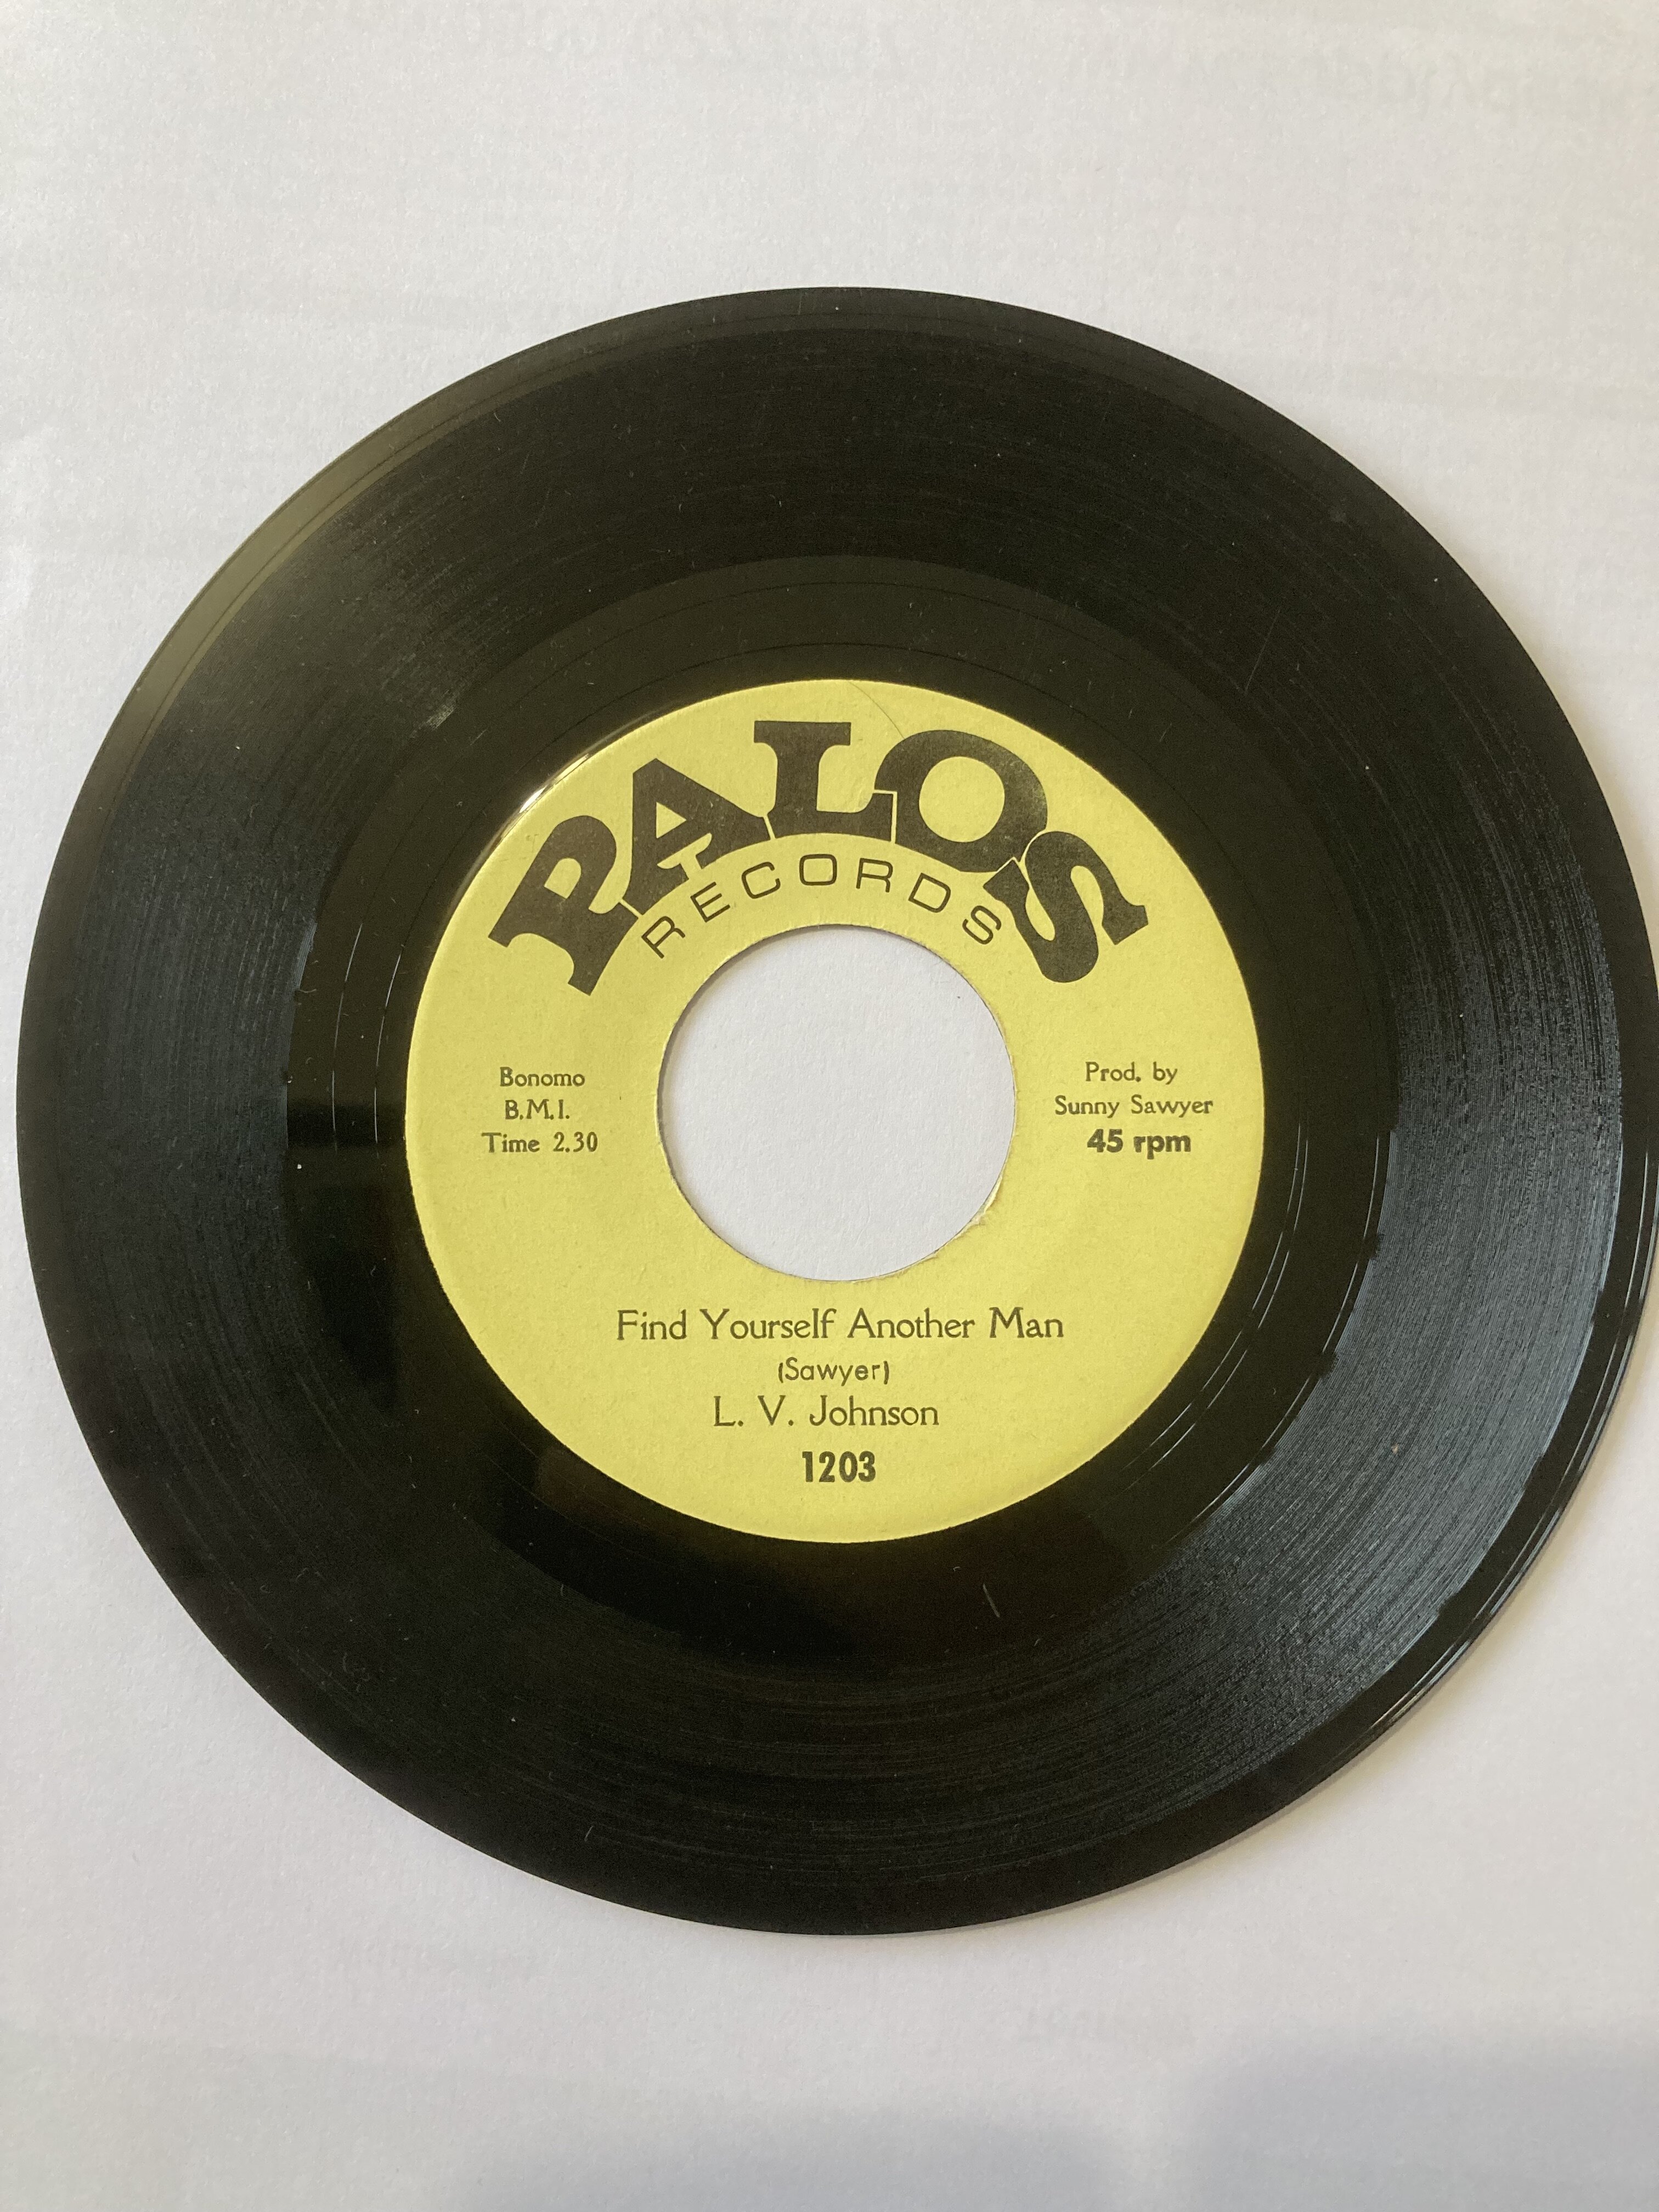 PALOS
RECORDS
Bonomo
B.M.I.
Time 2.30
Prod. by
Sunny Sawyer
45 rpm
Find Yourself Another Man
(Sawyer)
L. V. Johnson
1203